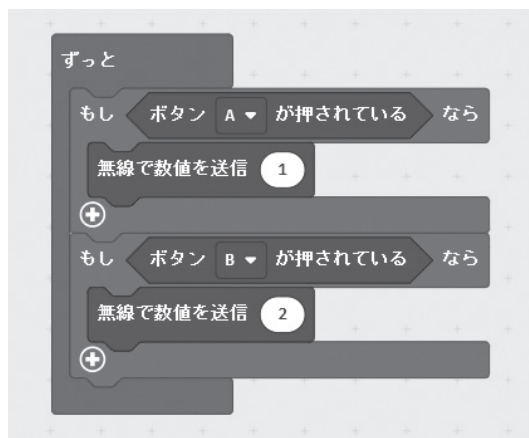 ずっと
もし ボタン A が押されている なら
無線で数値を送信 1
もし ボタン B が押されている なら
無線で数値を送信 2